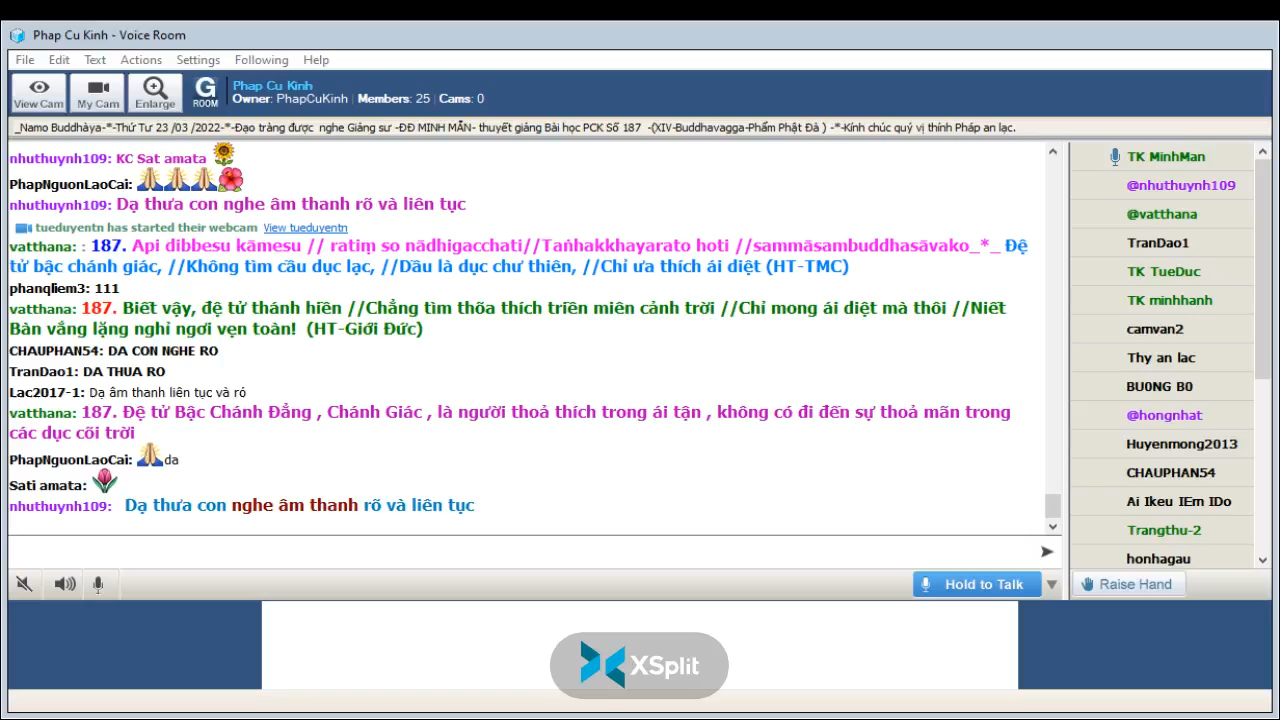 Phap Cu Kinh - Voice Room
File Edit Text Actions Settings Following Help
View Cam My Cam Enlarge G ROOM
Phap Cu Kinh
Owner: PhapCuKinh | Members: 25 | Cams: 0
_Namo Buddhàya-*-Thứ Tư 23 /03 /2022-*-Đạo tràng được nghe Giảng sư -ĐĐ MINH MẪN- thuyết giảng Bài học PCK Số 187 -(XIV-Buddhavagga-Phẩm Phật Đà ) -*-Kính chúc quý vị thính Pháp an lạc.
nhuthuynh109: KC Sat amata
PhapNguonLaoCai:
nhuthuynh109: Dạ thưa con nghe âm thanh rõ và liên tục
tueduyentn has started their webcam View tueduyentn
vatthana: : 187. Api dibbesu kāmesu // ratiṃ so nādhigacchati//Taṅhakkhayarato hoti //sammāsambuddhasāvako_*_ Đệ
tử bậc chánh giác, //Không tìm cầu dục lạc, //Dầu là dục chư thiên, //Chỉ ưa thích ái diệt (HT-TMC)
phanqliem3: 111
vatthana: 187. Biết vậy, đệ tử thánh hiền //Chẳng tìm thõa thích triền miên cảnh trời //Chỉ mong ái diệt mà thôi //Niết
Bàn vắng lặng nghỉ ngơi vẹn toàn! (HT-Giới Đức)
CHAUPHAN54: DA CON NGHE RO
TranDao1: DA THUA RO
Lac2017-1: Dạ âm thanh liên tục và ró
vatthana: 187. Đệ tử Bậc Chánh Đẳng , Chánh Giác , là người thoả thích trong ái tận , không có đi đến sự thoả mãn trong
các dục cõi trời
PhapNguonLaoCai: da
Sati amata:
nhuthuynh109: Dạ thưa con nghe âm thanh rõ và liên tục
TK MinhMan
@nhuthuynh109
@vatthana
TranDao1
TK TueDuc
TK minhhanh
camvan2
Thy an lac
BU0NG B0
@hongnhat
Huyenmong2013
CHAUPHAN54
Ai Ikeu IEm IDo
Trangthu-2
honhagau
Hold to Talk
Raise Hand
XSplit